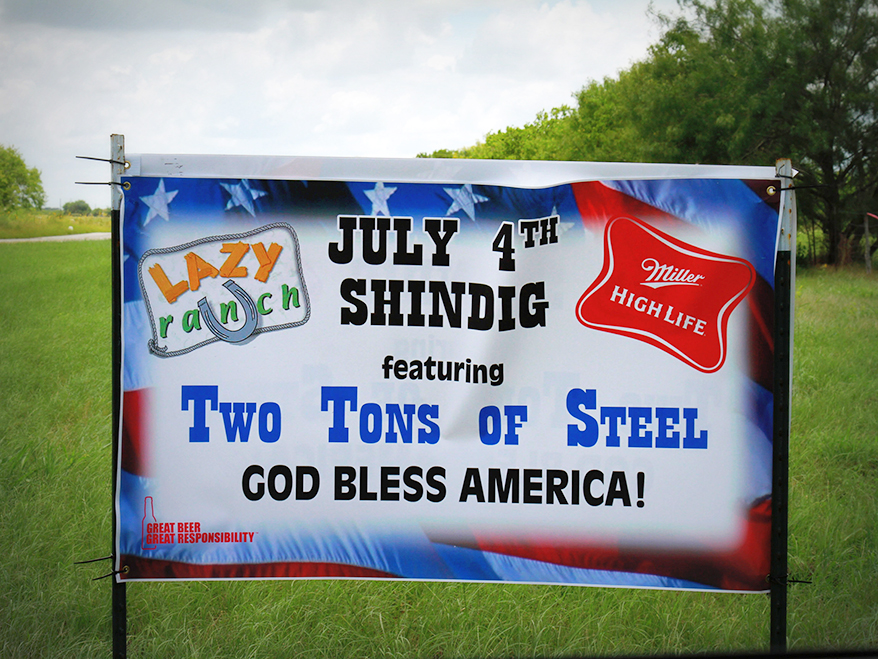 LAZY
ranch
JULY 4TH
SHINDIG
Miller
HIGH LIFE
featuring
TWO TONS OF STEEL
GOD BLESS AMERICA!
GREAT BEER
GREAT RESPONSIBILITY™